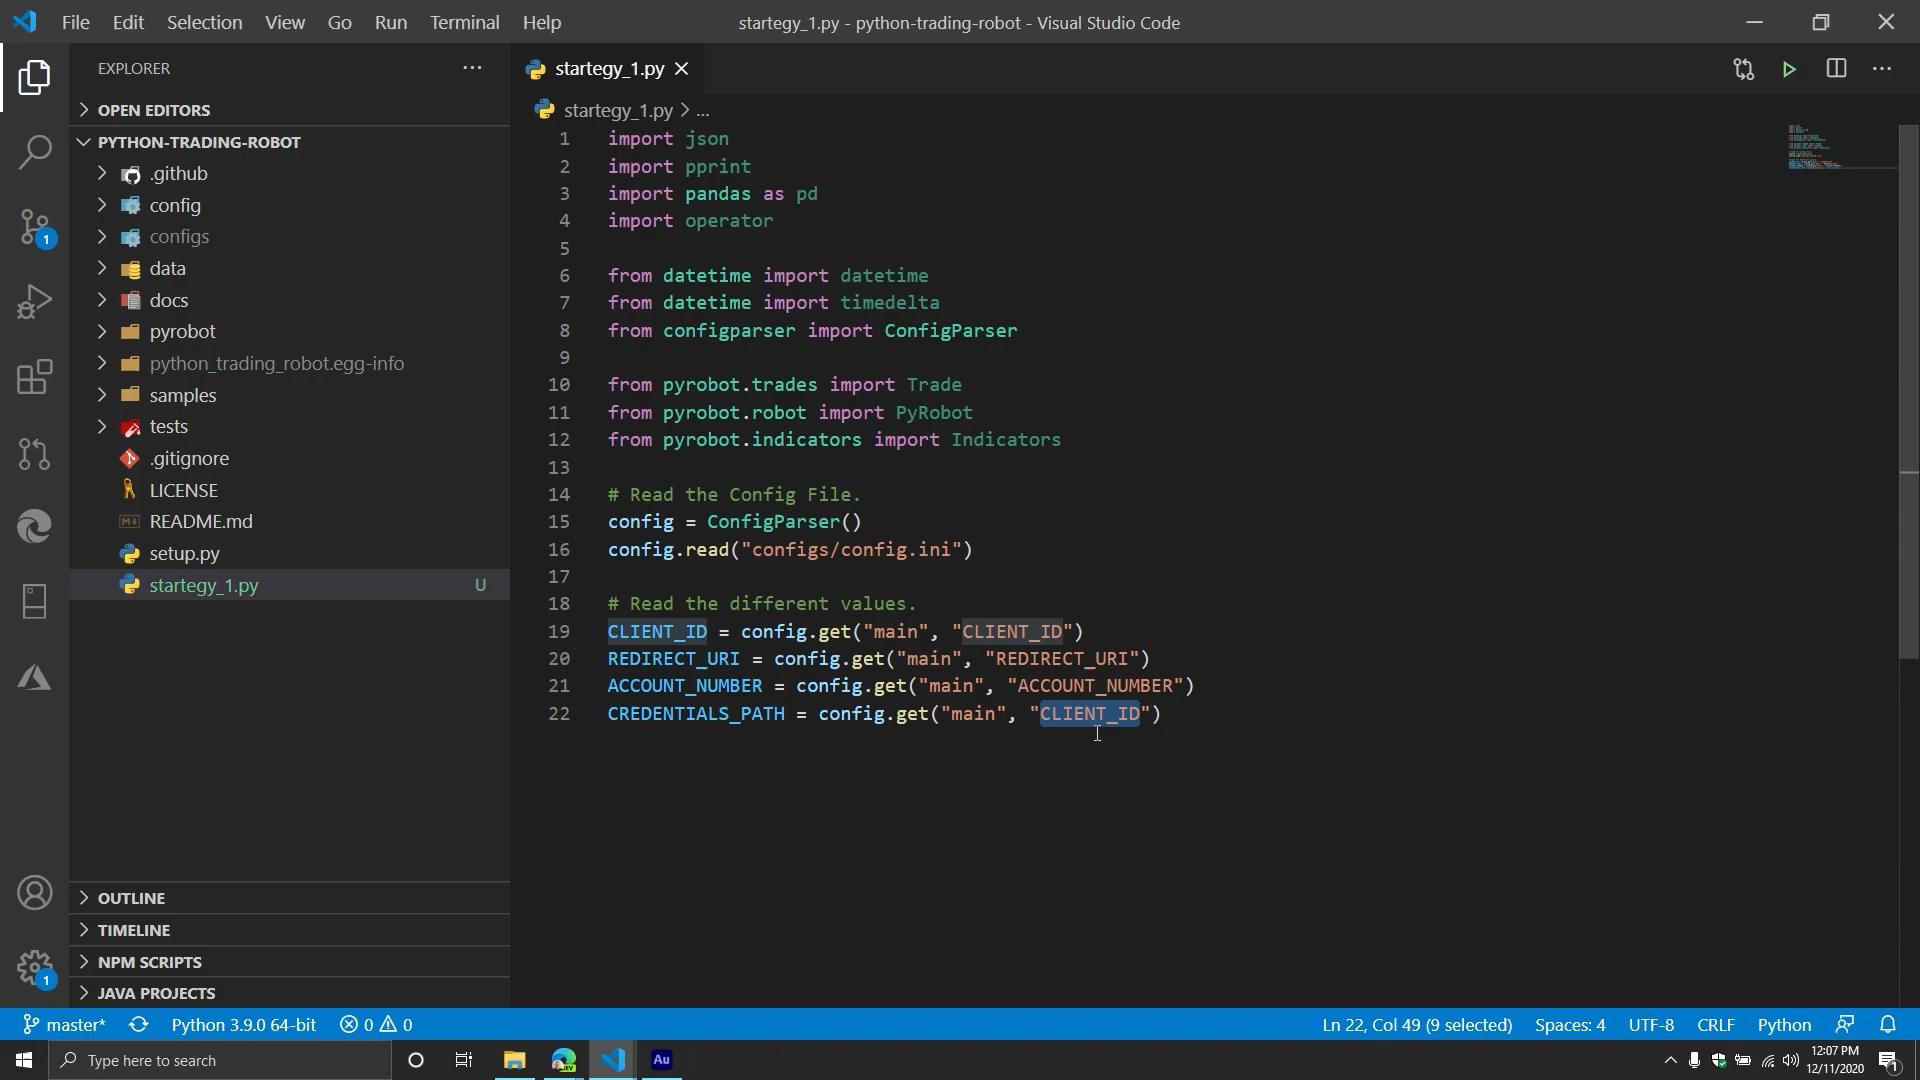 File Edit Selection View Go Run Terminal Help
startegy_1.py - python-trading-robot - Visual Studio Code
EXPLORER
OPEN EDITORS
PYTHON-TRADING-ROBOT
.github
config
configs
data
docs
pyrobot
python_trading_robot.egg-info
samples
tests
.gitignore
LICENSE
README.md
setup.py
startegy_1.py U
OUTLINE
TIMELINE
NPM SCRIPTS
JAVA PROJECTS
startegy_1.py
startegy_1.py > ...
1 import json
2 import pprint
3 import pandas as pd
4 import operator
5
6 from datetime import datetime
7 from datetime import timedelta
8 from configparser import ConfigParser
9
10 from pyrobot.trades import Trade
11 from pyrobot.robot import PyRobot
12 from pyrobot.indicators import Indicators
13
14 # Read the Config File.
15 config = ConfigParser()
16 config.read("configs/config.ini")
17
18 # Read the different values.
19 CLIENT_ID = config.get("main", "CLIENT_ID")
20 REDIRECT_URI = config.get("main", "REDIRECT_URI")
21 ACCOUNT_NUMBER = config.get("main", "ACCOUNT_NUMBER")
22 CREDENTIALS_PATH = config.get("main", "CLIENT_ID")
1
1
master* Python 3.9.0 64-bit 0 0 Ln 22, Col 49 (9 selected) Spaces: 4 UTF-8 CRLF Python
Type here to search
DEV
Au
12:07 PM
12/11/2020
1